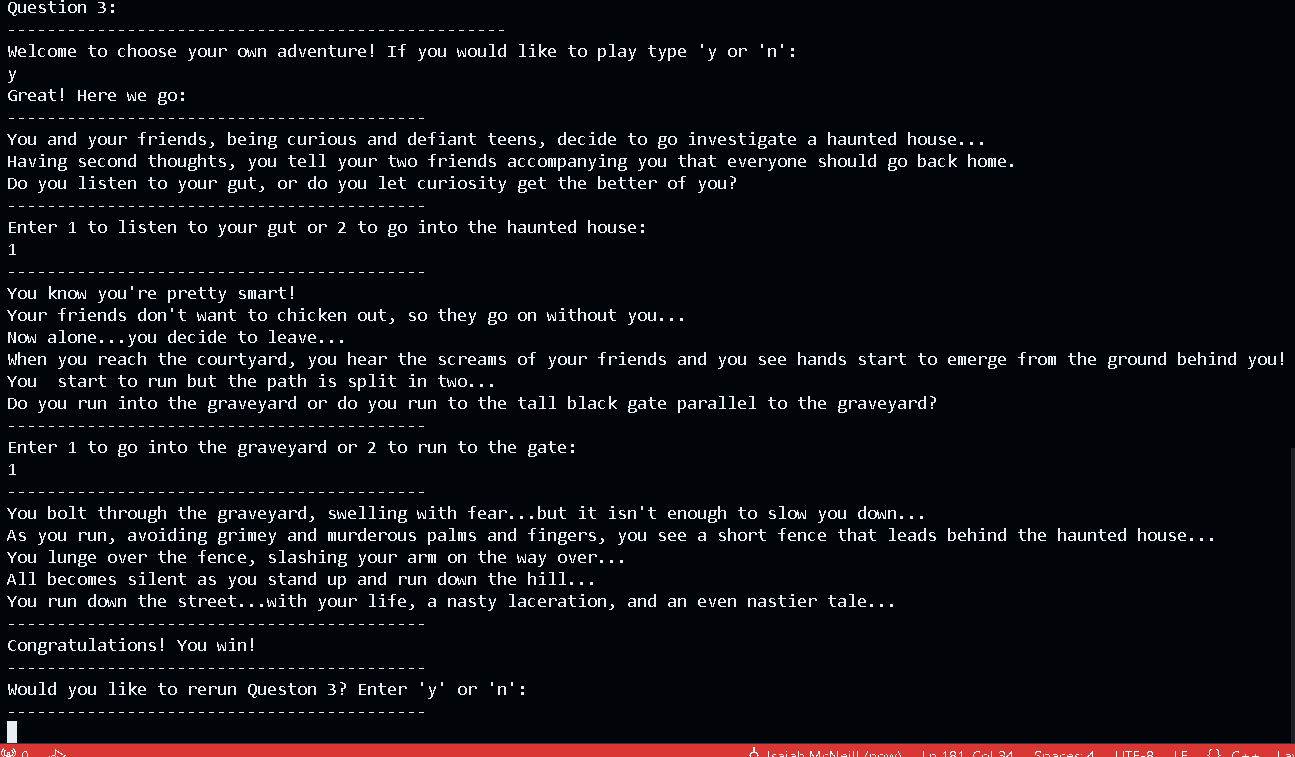 Question 3:
--------------------------------------------------
Welcome to choose your own adventure! If you would like to play type 'y or 'n':
y
Great! Here we go:
------------------------------------------
You and your friends, being curious and defiant teens, decide to go investigate a haunted house...
Having second thoughts, you tell your two friends accompanying you that everyone should go back home.
Do you listen to your gut, or do you let curiosity get the better of you?
------------------------------------------
Enter 1 to listen to your gut or 2 to go into the haunted house:
1
------------------------------------------
You know you're pretty smart!
Your friends don't want to chicken out, so they go on without you...
Now alone...you decide to leave...
When you reach the courtyard, you hear the screams of your friends and you see hands start to emerge from the ground behind you!
You  start to run but the path is split in two...
Do you run into the graveyard or do you run to the tall black gate parallel to the graveyard?
------------------------------------------
Enter 1 to go into the graveyard or 2 to run to the gate:
1
------------------------------------------
You bolt through the graveyard, swelling with fear...but it isn't enough to slow you down...
As you run, avoiding grimey and murderous palms and fingers, you see a short fence that leads behind the haunted house...
You lunge over the fence, slashing your arm on the way over...
All becomes silent as you stand up and run down the hill...
You run down the street...with your life, a nasty laceration, and an even nastier tale...
------------------------------------------
Congratulations! You win!
------------------------------------------
Would you like to rerun Queston 3? Enter 'y' or 'n':
------------------------------------------
0 Isaiah McNeill (now) Ln 181, Col 34 Spaces: 4 UTF-8 LF {} C++